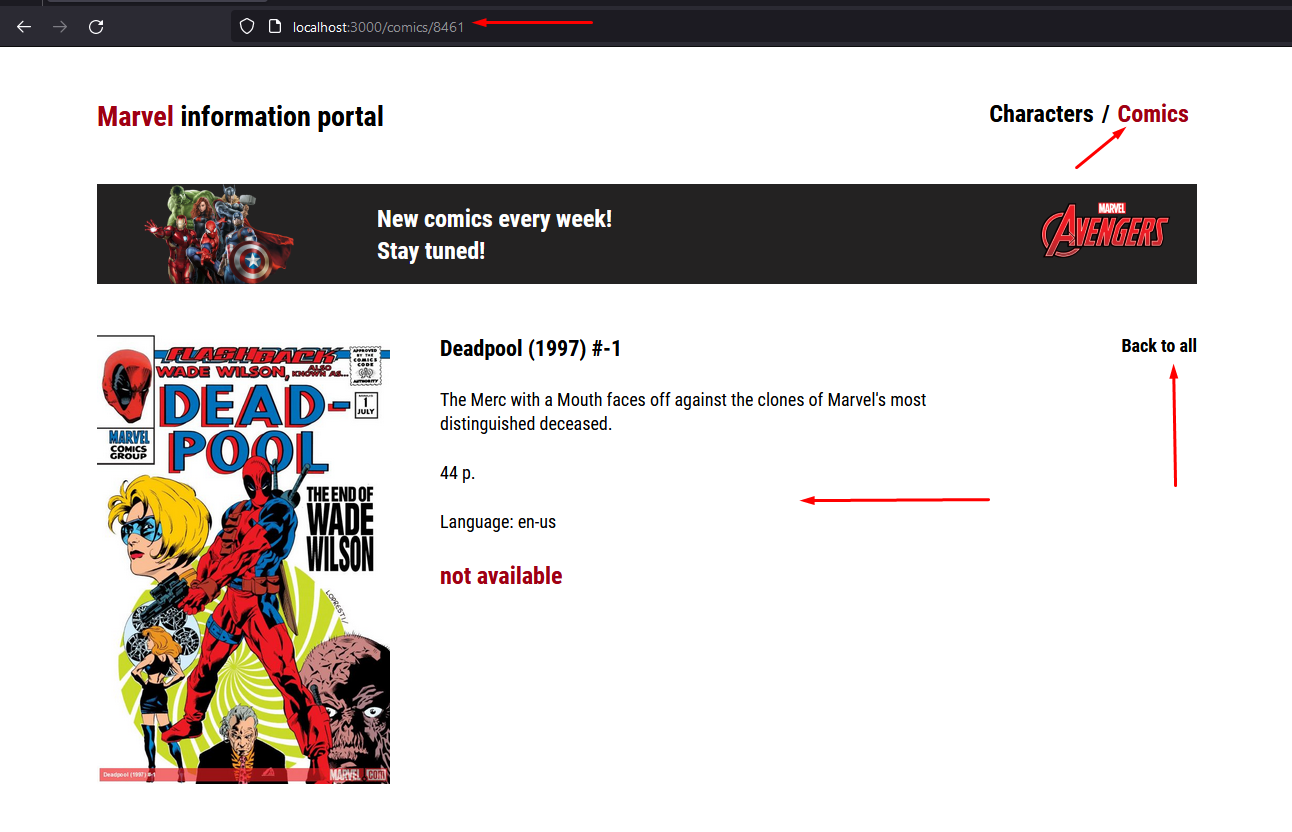 localhost:3000/comics/8461
Marvel information portal
Characters / Comics
New comics every week!
Stay tuned!
MARVEL
AVENGERS
FLASHBACK
WADE WILSON, ALSO KNOWN AS...
APPROVED
BY THE
COMICS
CODE
AUTHORITY
DEAD-
POOL
1
JULY
MARVEL
COMICS
GROUP
THE END OF
WADE
WILSON
LOPRESTI
Deadpool (1997) #-1
MARVEL.COM
Deadpool (1997) #-1
Back to all
The Merc with a Mouth faces off against the clones of Marvel's most
distinguished deceased.
44 p.
Language: en-us
not available